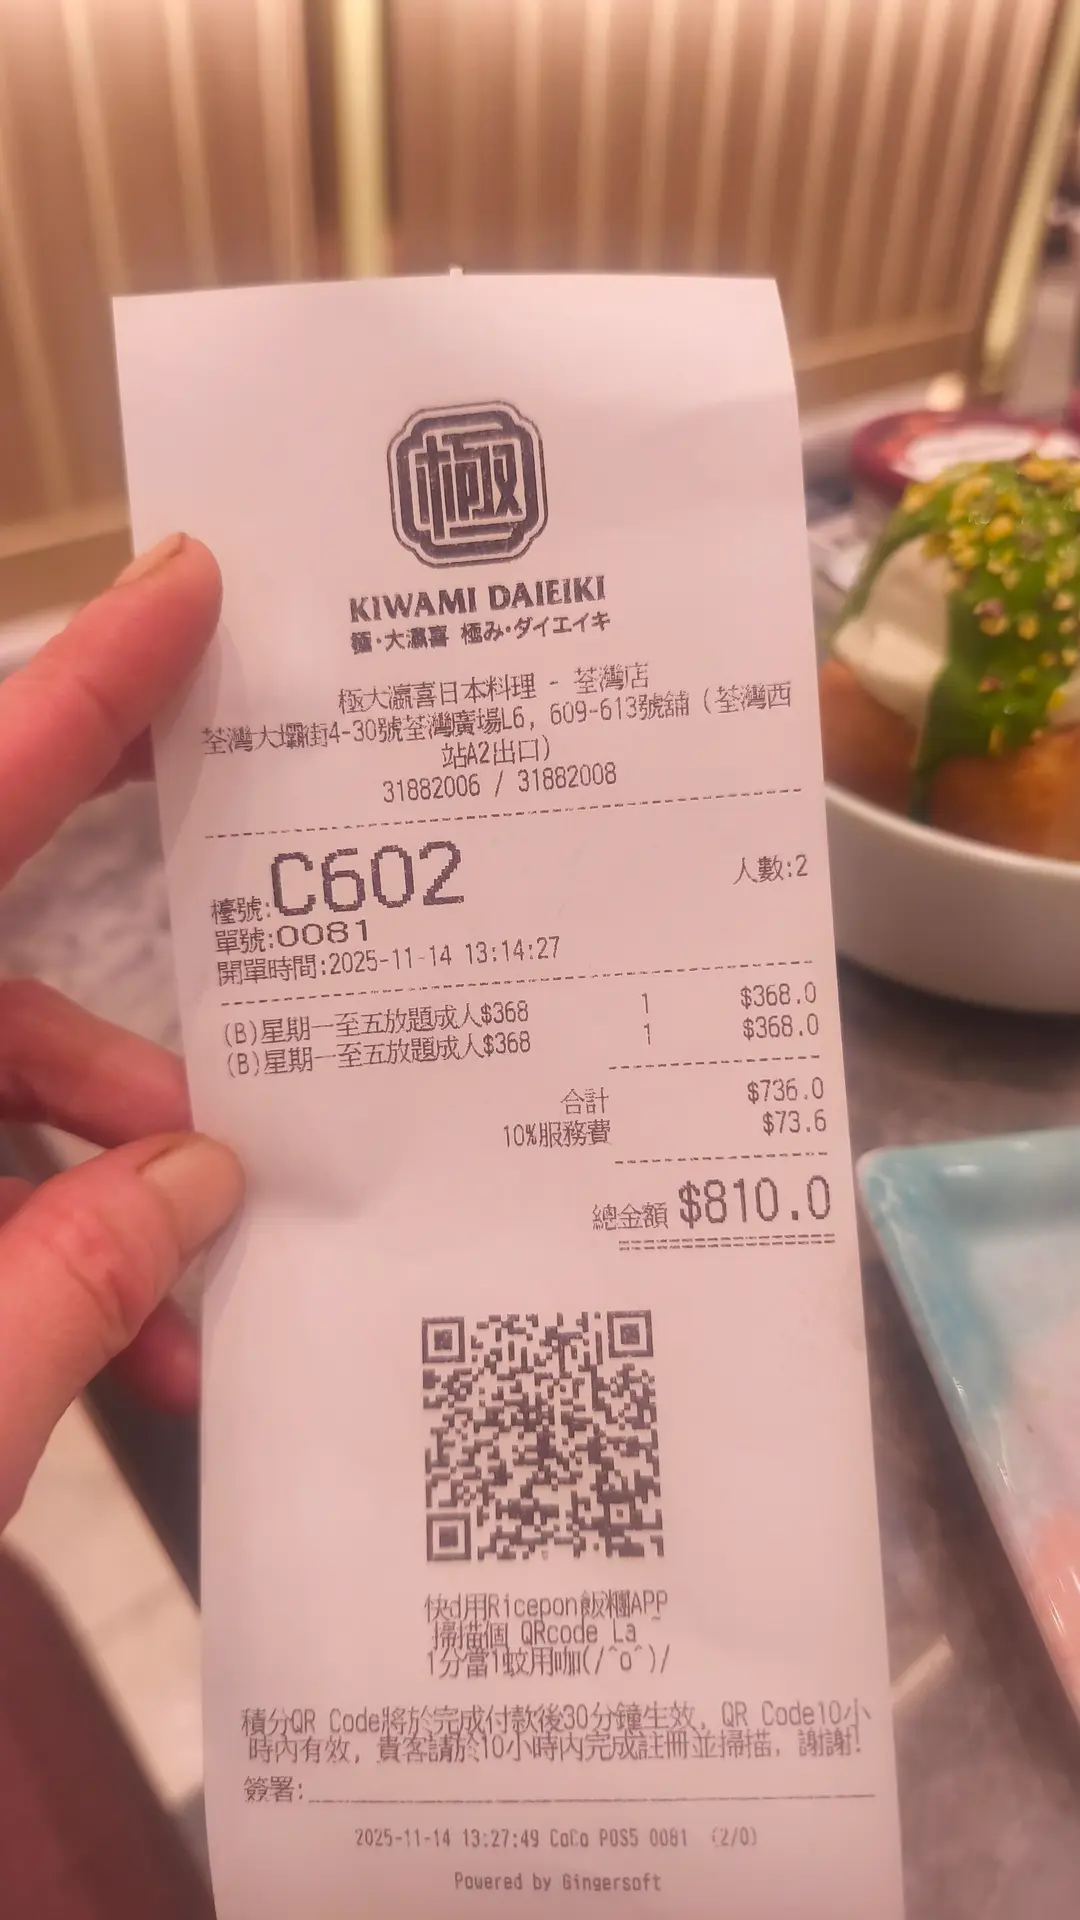 極
KIWAMI DAIEIKI
極・大瀛喜 極み・ダイエイキ
極大瀛喜日本料理 - 荃灣店
荃灣大壩街4-30號荃灣廣場L6, 609-613號舖 (荃灣西
站A2出口)
31882006 / 31882008
檯號:C602 人數:2
單號:0081
開單時間:2025-11-14 13:14:27
(B)星期一至五放題成人$368 1 $368.0
(B)星期一至五放題成人$368 1 $368.0
合計 $736.0
10%服務費 $73.6
總金額 $810.0
快d用Ricepon飯糰APP
掃描個 QRcode La ~
1分當1蚊用咖(/^o^)/
積分QR Code將於完成付款後30分鐘生效, QR Code10小
時內有效, 貴客請於10小時內完成註冊並掃描, 謝謝!
簽署:
2025-11-14 13:27:49 CoCo POS5 0081 (2/0)
Powered by Gingersoft